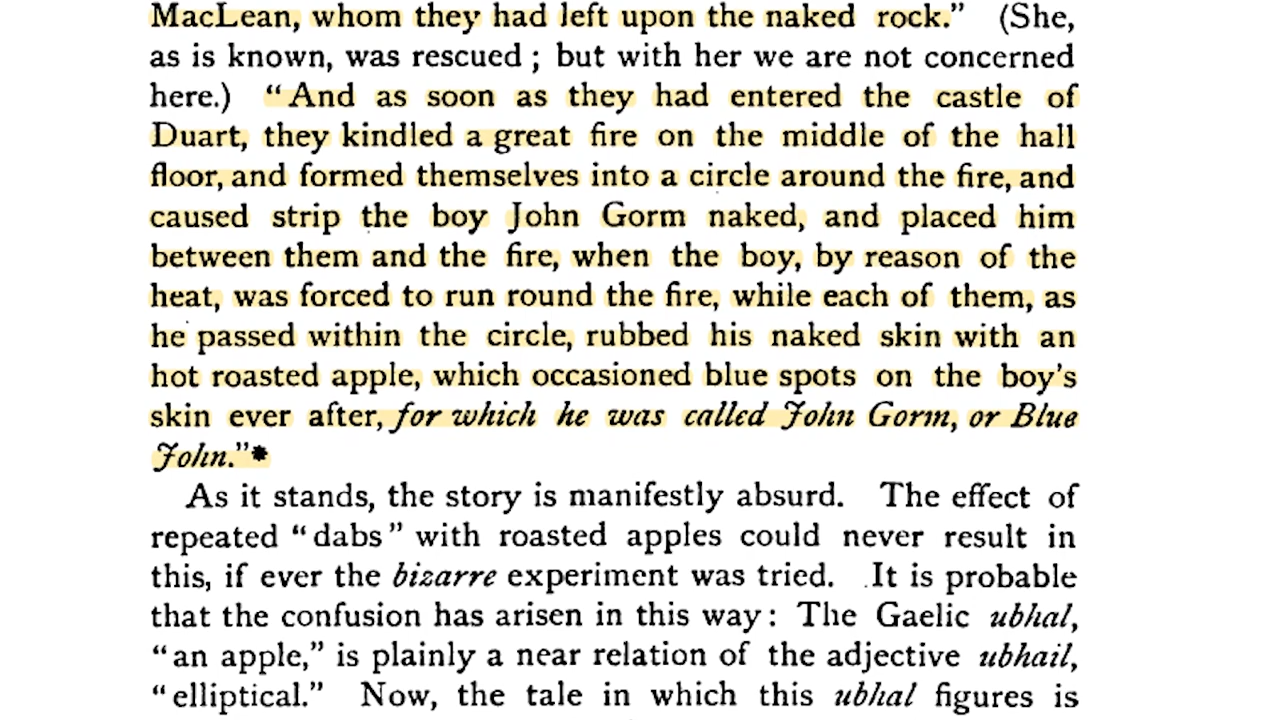 MacLean, whom they had left upon the naked rock.” (She,
as is known, was rescued ; but with her we are not concerned
here.) “And as soon as they had entered the castle of
Duart, they kindled a great fire on the middle of the hall
floor, and formed themselves into a circle around the fire, and
caused strip the boy John Gorm naked, and placed him
between them and the fire, when the boy, by reason of the
heat, was forced to run round the fire, while each of them, as
he passed within the circle, rubbed his naked skin with an
hot roasted apple, which occasioned blue spots on the boy’s
skin ever after, for which he was called John Gorm, or Blue
John.”*
As it stands, the story is manifestly absurd. The effect of
repeated “dabs” with roasted apples could never result in
this, if ever the bizarre experiment was tried. It is probable
that the confusion has arisen in this way: The Gaelic ubhal,
“an apple,” is plainly a near relation of the adjective ubhail,
“elliptical.” Now, the tale in which this ubhal figures is